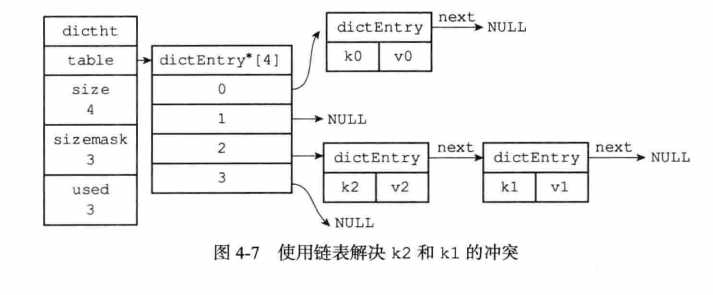 dictht
table
size
4
sizemask
3
used
3
dictEntry*[4]
0
1
2
3
dictEntry
k0 v0
next
NULL
NULL
dictEntry
k2 v2
next
dictEntry
k1 v1
next
NULL
NULL
图 4-7 使用链表解决 k2 和 k1 的冲突